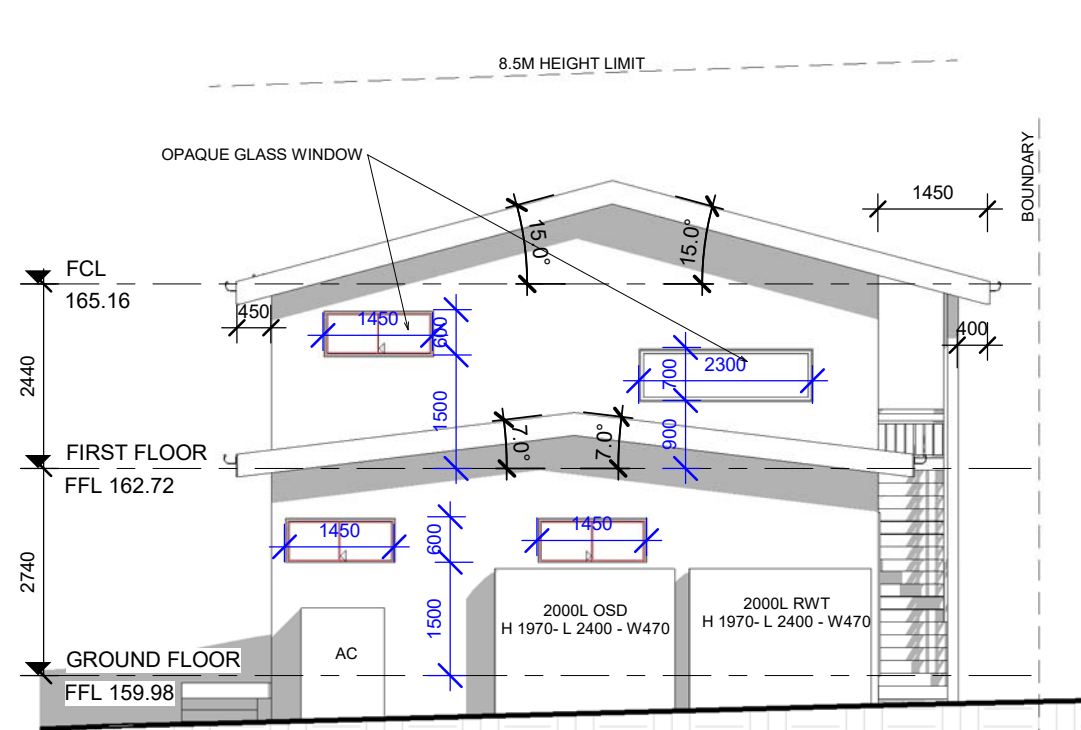 8.5M HEIGHT LIMIT
OPAQUE GLASS WINDOW
BOUNDARY
1450
15.0°
15.0°
FCL
165.16
450
1450
600
400
2440
700
2300
1500
900
7.0°
7.0°
FIRST FLOOR
FFL 162.72
1450
600
1450
2740
1500
2000L OSD
H 1970- L 2400 - W470
2000L RWT
H 1970- L 2400 - W470
AC
GROUND FLOOR
FFL 159.98